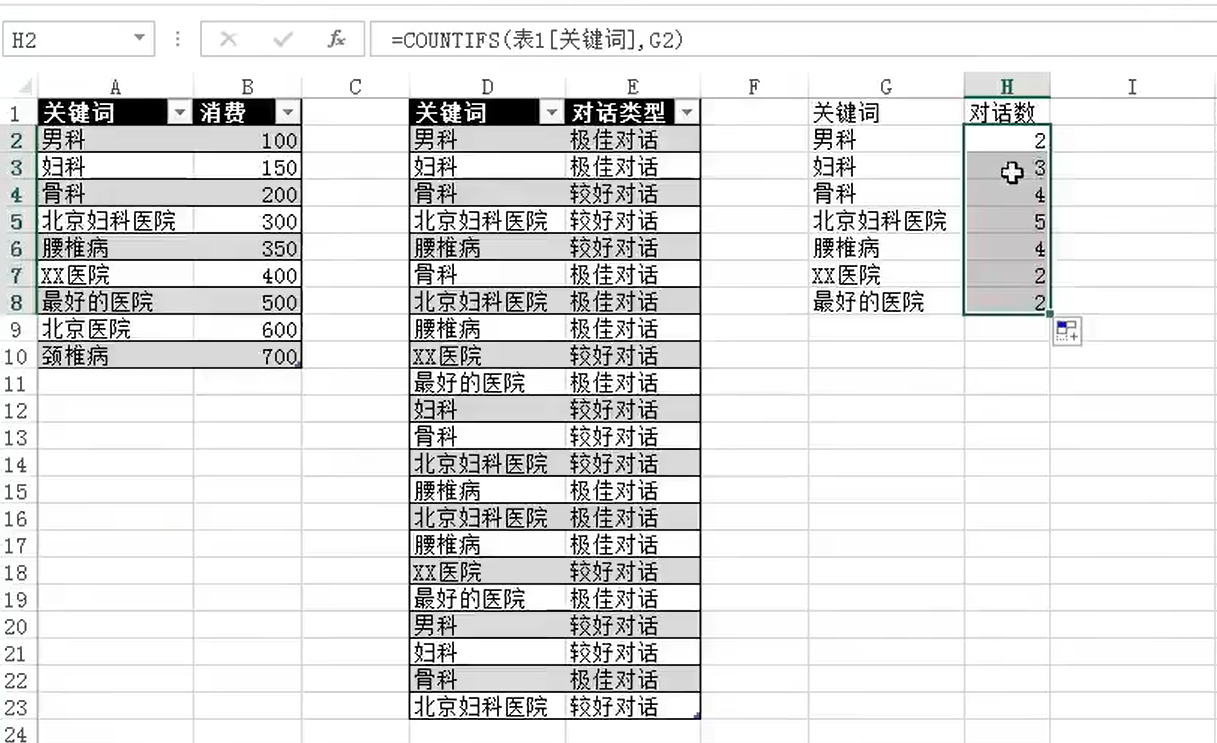 H2 fx =COUNTIFS(表1[关键词],G2)
A B C D E F G H I
1 关键词 消费 关键词 对话类型 关键词 对话数
2 男科 100 男科 极佳对话 男科 2
3 妇科 150 妇科 极佳对话 妇科 3
4 骨科 200 骨科 较好对话 骨科 4
5 北京妇科医院 300 北京妇科医院 较好对话 北京妇科医院 5
6 腰椎病 350 腰椎病 较好对话 腰椎病 4
7 XX医院 400 骨科 极佳对话 XX医院 2
8 最好的医院 500 北京妇科医院 极佳对话 最好的医院 2
9 北京医院 600 腰椎病 极佳对话
10 颈椎病 700 XX医院 较好对话
11 最好的医院 极佳对话
12 妇科 较好对话
13 骨科 较好对话
14 北京妇科医院 较好对话
15 腰椎病 极佳对话
16 北京妇科医院 极佳对话
17 腰椎病 极佳对话
18 XX医院 较好对话
19 最好的医院 极佳对话
20 男科 较好对话
21 妇科 较好对话
22 骨科 极佳对话
23 北京妇科医院 较好对话
24